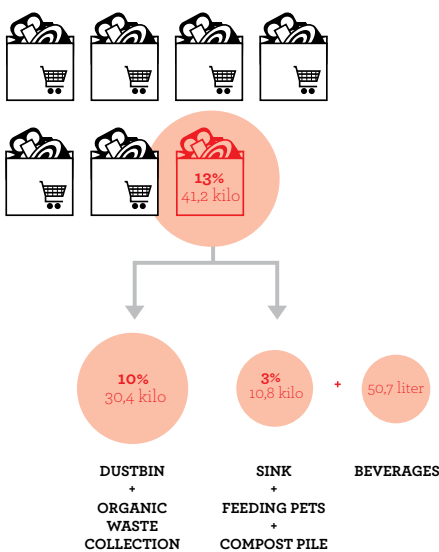 13%
41,2 kilo
10%
30,4 kilo
3%
10,8 kilo
+
50,7 liter
DUSTBIN
+
ORGANIC
WASTE
COLLECTION
SINK
+
FEEDING PETS
+
COMPOST PILE
BEVERAGES